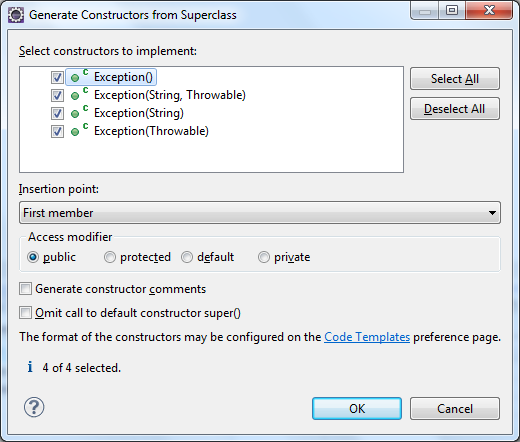 Generate Constructors from Superclass
Select constructors to implement:
C Exception()
C Exception(String, Throwable)
C Exception(String)
C Exception(Throwable)
Select All
Deselect All
Insertion point:
First member
Access modifier
public protected default private
Generate constructor comments
Omit call to default constructor super()
The format of the constructors may be configured on the Code Templates preference page.
i 4 of 4 selected.
? OK Cancel